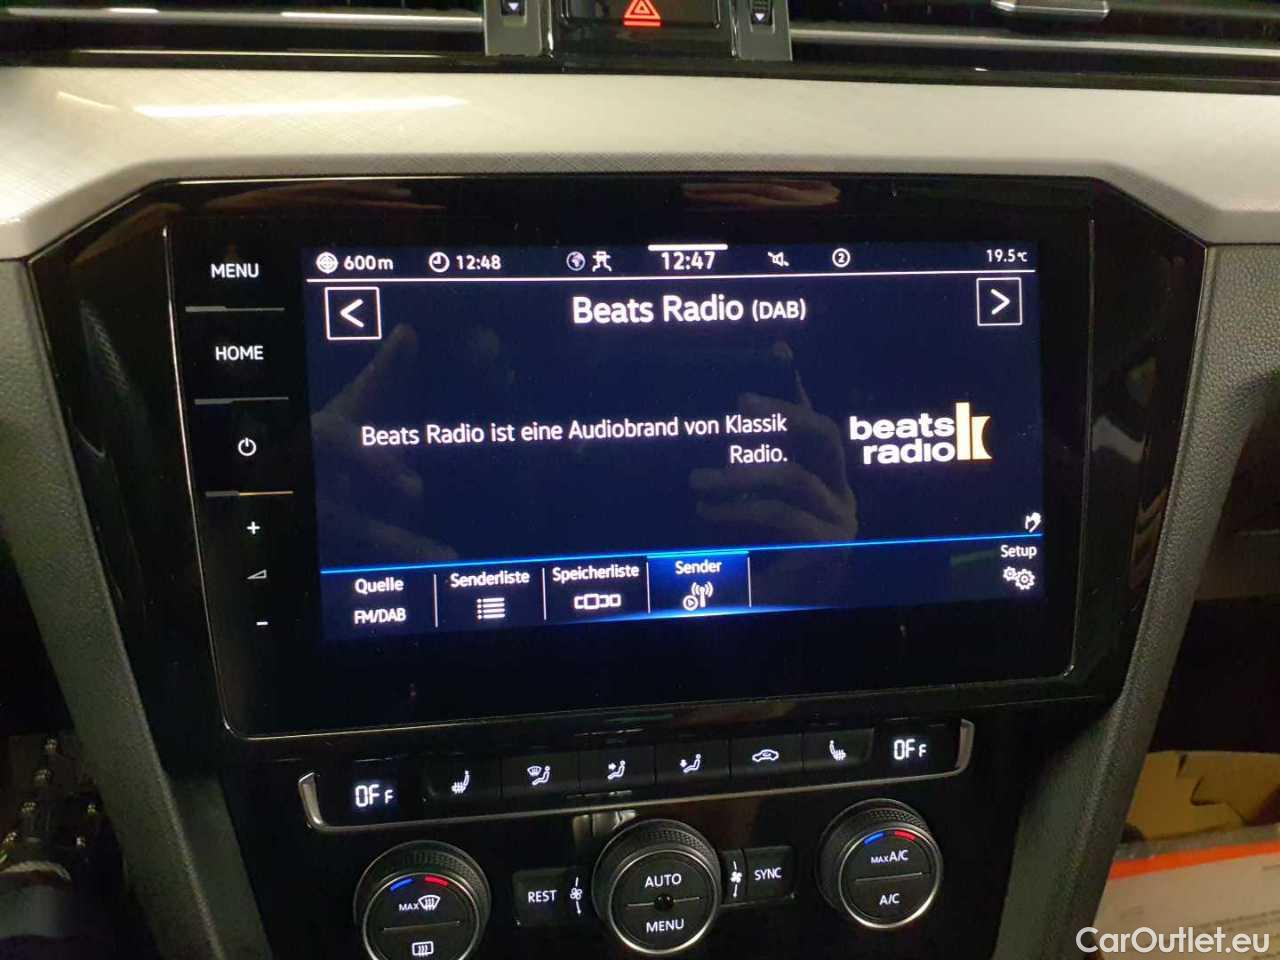 MENU
HOME
+
-
600m
12:48
12:47
2
19.5°C
<
Beats Radio (DAB)
>
Beats Radio ist eine Audiobrand von Klassik
Radio.
beats
radio
Quelle
FM/DAB
Senderliste
Speicherliste
Sender
Setup
OFF
OFF
MAX
REST
AUTO
MENU
SYNC
MAX A/C
A/C
CarOutlet.eu